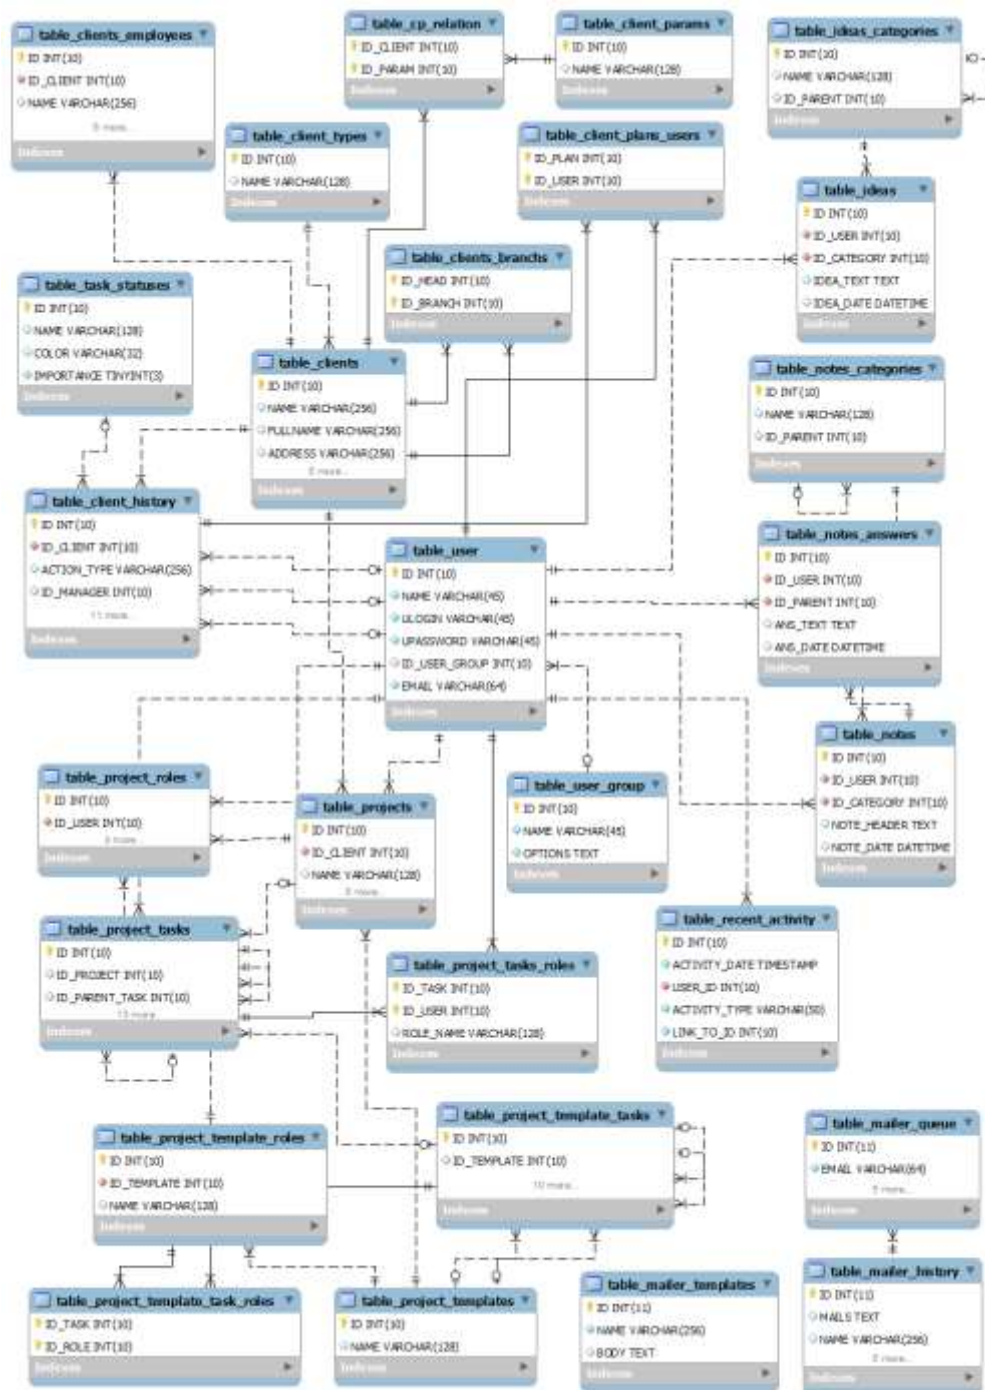 table_clients_employees
ID INT(10)
ID_CLIENT INT(10)
NAME VARCHAR(256)
Indexes
table_cp_relation
ID_CLIENT INT(10)
ID_PARAM INT(10)
Indexes
table_client_params
ID INT(10)
NAME VARCHAR(128)
Indexes
table_ideas_categories
ID INT(10)
NAME VARCHAR(128)
ID_PARENT INT(10)
Indexes
table_client_types
ID INT(10)
NAME VARCHAR(128)
Indexes
table_client_plans_users
ID_PLAN INT(10)
ID_USER INT(10)
Indexes
table_ideas
ID INT(10)
ID_USER INT(10)
ID_CATEGORY INT(10)
IDEA_TEXT TEXT
IDEA_DATE DATETIME
Indexes
table_clients_branchs
ID_HEAD INT(10)
ID_BRANCH INT(10)
Indexes
table_task_statuses
ID INT(10)
NAME VARCHAR(128)
COLOR VARCHAR(32)
IMPORTANCE TINYINT(3)
Indexes
table_clients
ID INT(10)
NAME VARCHAR(256)
FULLNAME VARCHAR(256)
ADDRESS VARCHAR(256)
Indexes
table_notes_categories
ID INT(10)
NAME VARCHAR(128)
ID_PARENT INT(10)
Indexes
table_client_history
ID INT(10)
ID_CLIENT INT(10)
ACTION_TYPE VARCHAR(256)
ID_MANAGER INT(10)
11 more...
Indexes
table_user
ID INT(10)
NAME VARCHAR(45)
ULOGIN VARCHAR(45)
UPASSWORD VARCHAR(45)
ID_USER_GROUP INT(10)
EMAIL VARCHAR(64)
Indexes
table_notes_answers
ID INT(10)
ID_USER INT(10)
ID_PARENT INT(10)
ANS_TEXT TEXT
ANS_DATE DATETIME
Indexes
table_notes
ID INT(10)
ID_USER INT(10)
ID_CATEGORY INT(10)
NOTE_HEADER TEXT
NOTE_DATE DATETIME
Indexes
table_project_roles
ID INT(10)
ID_USER INT(10)
Indexes
table_projects
ID INT(10)
ID_CLIENT INT(10)
NAME VARCHAR(128)
Indexes
table_user_group
ID INT(10)
NAME VARCHAR(45)
OPTIONS TEXT
Indexes
table_project_tasks
ID INT(10)
ID_PROJECT INT(10)
ID_PARENT_TASK INT(10)
Indexes
table_recent_activity
ID INT(10)
ACTIVITY_DATE TIMESTAMP
USER_ID INT(10)
ACTIVITY_TYPE VARCHAR(50)
LINK_TO_ID INT(10)
Indexes
table_project_tasks_roles
ID_TASK INT(10)
ID_USER INT(10)
ROLE_NAME VARCHAR(128)
Indexes
table_project_template_roles
ID INT(10)
ID_TEMPLATE INT(10)
NAME VARCHAR(128)
Indexes
table_project_template_tasks
ID INT(10)
ID_TEMPLATE INT(10)
10 more...
Indexes
table_mailer_queue
ID INT(11)
EMAIL VARCHAR(64)
Indexes
table_project_template_task_roles
ID_TASK INT(10)
ID_ROLE INT(10)
Indexes
table_project_templates
ID INT(10)
NAME VARCHAR(128)
Indexes
table_mailer_templates
ID INT(11)
NAME VARCHAR(256)
BODY TEXT
Indexes
table_mailer_history
ID INT(11)
MAILS TEXT
NAME VARCHAR(256)
Indexes